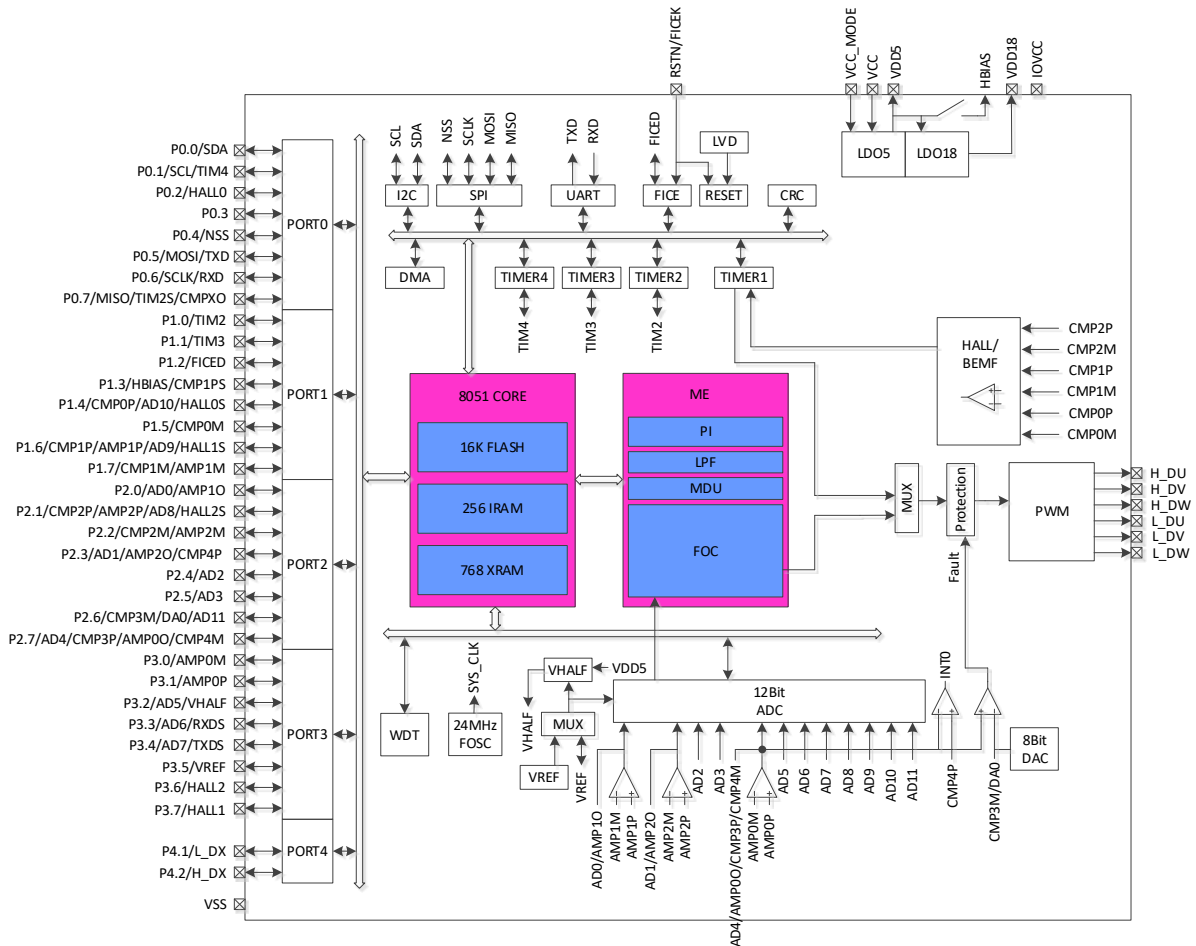 RSTN/FICEK
VCC_MODE
VCC
VDD5
HBIAS
VDD18
IOVCC
LDO5
LDO18
P0.0/SDA
P0.1/SCL/TIM4
P0.2/HALL0
P0.3
P0.4/NSS
P0.5/MOSI/TXD
P0.6/SCLK/RXD
P0.7/MISO/TIM2S/CMPXO
P1.0/TIM2
P1.1/TIM3
P1.2/FICED
P1.3/HBIAS/CMP1PS
P1.4/CMP0P/AD10/HALL0S
P1.5/CMP0M
P1.6/CMP1P/AMP1P/AD9/HALL1S
P1.7/CMP1M/AMP1M
P2.0/AD0/AMP1O
P2.1/CMP2P/AMP2P/AD8/HALL2S
P2.2/CMP2M/AMP2M
P2.3/AD1/AMP2O/CMP4P
P2.4/AD2
P2.5/AD3
P2.6/CMP3M/DA0/AD11
P2.7/AD4/CMP3P/AMP0O/CMP4M
P3.0/AMP0M
P3.1/AMP0P
P3.2/AD5/VHALF
P3.3/AD6/RXDS
P3.4/AD7/TXDS
P3.5/VREF
P3.6/HALL2
P3.7/HALL1
P4.1/L_DX
P4.2/H_DX
VSS
PORT0
PORT1
PORT2
PORT3
PORT4
SCL
SDA
NSS
SCLK
MOSI
MISO
TXD
RXD
FICED
LVD
I2C
SPI
UART
FICE
RESET
CRC
DMA
TIMER4
TIMER3
TIMER2
TIMER1
TIM4
TIM3
TIM2
8051 CORE
16K FLASH
256 IRAM
768 XRAM
ME
PI
LPF
MDU
FOC
HALL/
BEMF
CMP2P
CMP2M
CMP1P
CMP1M
CMP0P
CMP0M
MUX
Protection
Fault
PWM
H_DU
H_DV
H_DW
L_DU
L_DV
L_DW
WDT
SYS_CLK
24MHz
FOSC
VHALF
VDD5
VHALF
MUX
VREF
VREF
12Bit
ADC
INT0
8Bit
DAC
AD0/AMP1O
AMP1M
AMP1P
AD1/AMP2O
AMP2M
AMP2P
AD2
AD3
AD4/AMP0O/CMP3P/CMP4M
AMP0M
AMP0P
AD5
AD6
AD7
AD8
AD9
AD10
AD11
CMP4P
CMP3M/DA0